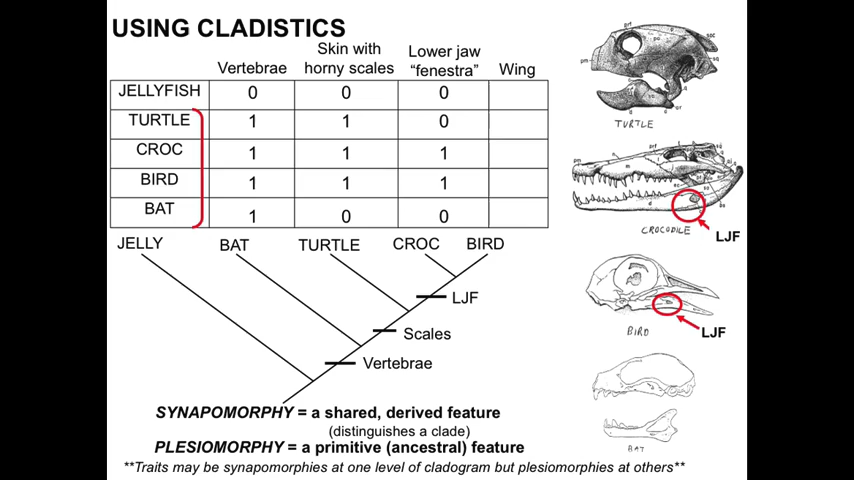 USING CLADISTICS
Vertebrae
Skin with
horny scales
Lower jaw
"fenestra"
Wing
JELLYFISH 0 0 0
TURTLE 1 1 0
CROC 1 1 1
BIRD 1 1 1
BAT 1 0 0
JELLY BAT TURTLE CROC BIRD
LJF
Scales
Vertebrae
SYNAPOMORPHY = a shared, derived feature
(distinguishes a clade)
PLESIOMORPHY = a primitive (ancestral) feature
**Traits may be synapomorphies at one level of cladogram but plesiomorphies at others**
TURTLE
CROCODILE
LJF
BIRD
LJF
BAT